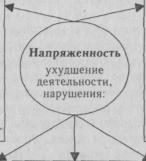 Напряженность
ухудшение
деятельности,
нарушения: